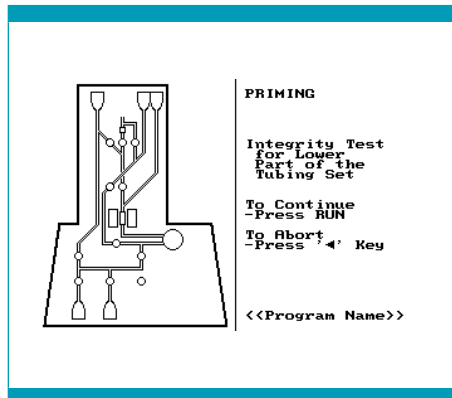 PRIMING
Integrity Test
for Lower
Part of the
Tubing Set
To Continue
-Press RUN
To Abort
-Press '◄' Key
<<Program Name>>